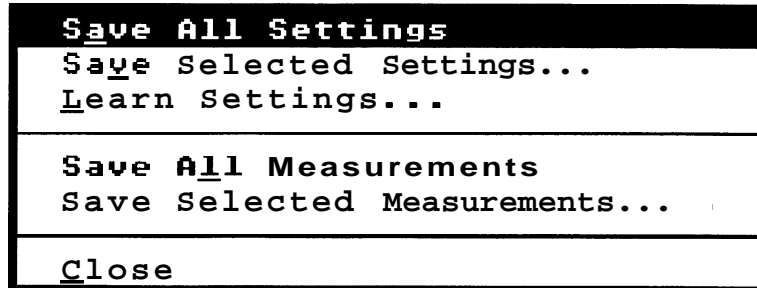 Save All Settings
Save Selected Settings...
Learn Settings...
Save All Measurements
Save Selected Measurements...
Close